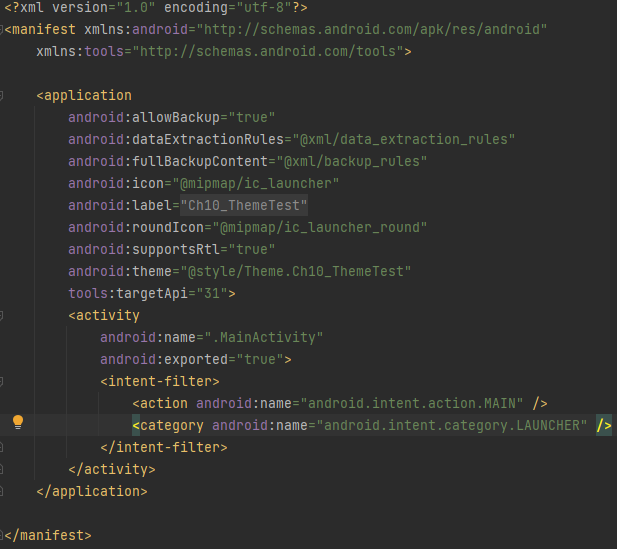 <?xml version="1.0" encoding="utf-8"?>
<manifest xmlns:android="http://schemas.android.com/apk/res/android"
    xmlns:tools="http://schemas.android.com/tools">

    <application
        android:allowBackup="true"
        android:dataExtractionRules="@xml/data_extraction_rules"
        android:fullBackupContent="@xml/backup_rules"
        android:icon="@mipmap/ic_launcher"
        android:label="Ch10_ThemeTest"
        android:roundIcon="@mipmap/ic_launcher_round"
        android:supportsRtl="true"
        android:theme="@style/Theme.Ch10_ThemeTest"
        tools:targetApi="31">
        <activity
            android:name=".MainActivity"
            android:exported="true">
            <intent-filter>
                <action android:name="android.intent.action.MAIN" />
                <category android:name="android.intent.category.LAUNCHER" />
            </intent-filter>
        </activity>
    </application>

</manifest>